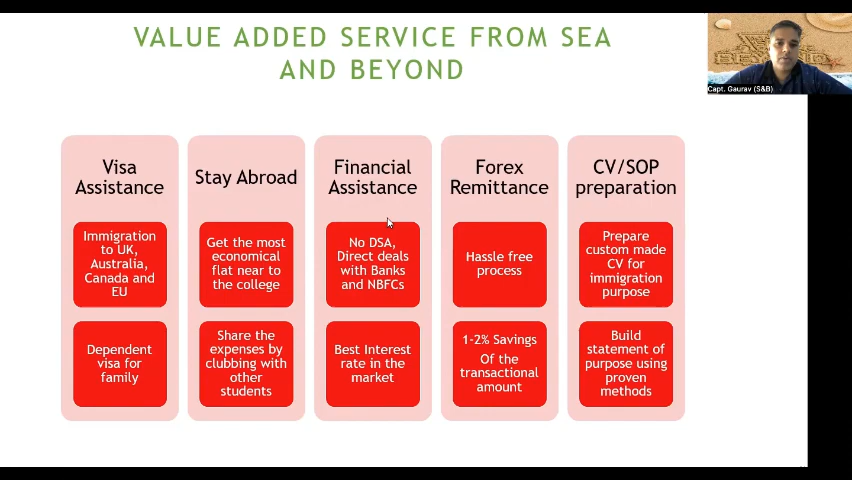 VALUE ADDED SERVICE FROM SEA
AND BEYOND
Capt. Gaurav (S&B)
Visa
Assistance
Immigration
to UK,
Australia,
Canada and
EU
Dependent
visa for
family
Stay Abroad
Get the most
economical
flat near to
the college
Share the
expenses by
clubbing with
other
students
Financial
Assistance
No DSA,
Direct deals
with Banks
and NBFCs
Best Interest
rate in the
market
Forex
Remittance
Hassle free
process
1-2% Savings
Of the
transactional
amount
CV/SOP
preparation
Prepare
custom made
CV for
immigration
purpose
Build
statement of
purpose using
proven
methods